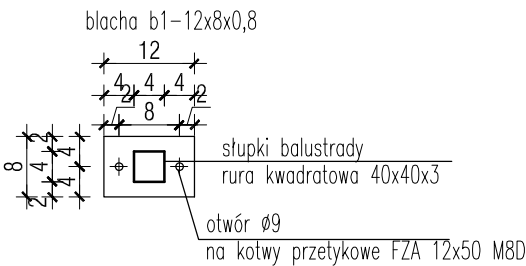 blacha b1-12x8x0,8
12
4 4 4
2 8 2
8
2 4 2
4 4
słupki balustrady
rura kwadratowa 40x40x3
otwór ø9
na kotwy przetykowe FZA 12x50 M8D